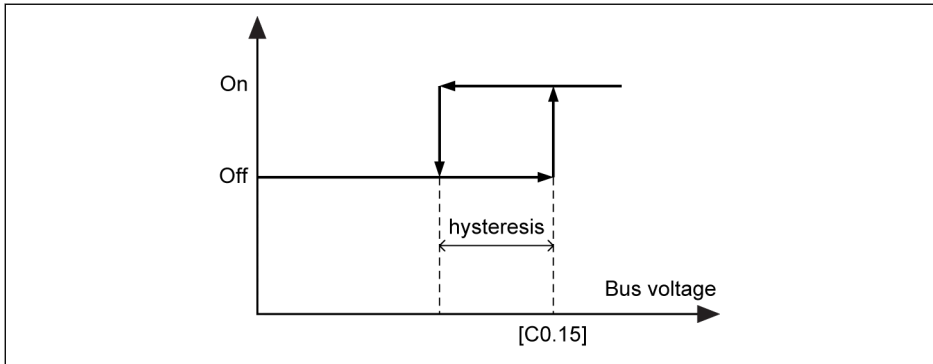 On
Off
hysteresis
Bus voltage
[C0.15]